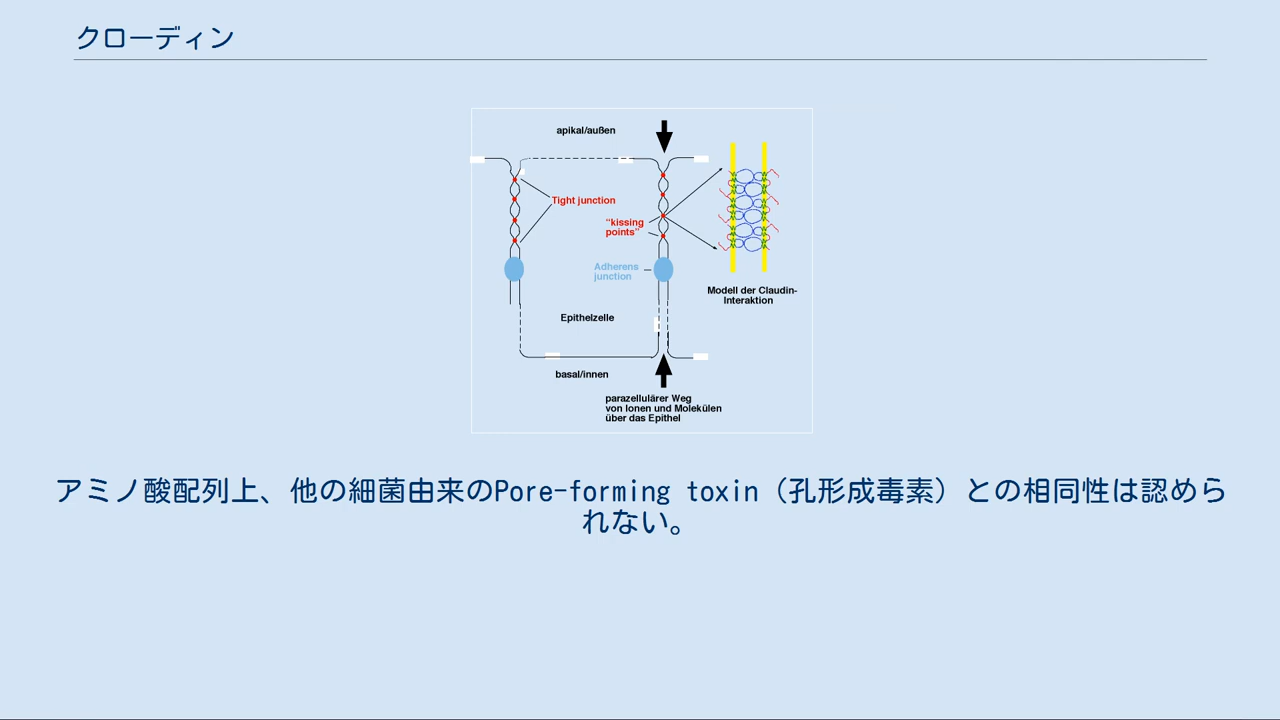 クローディン
apikal/außen
Tight junction
"kissing
points"
Adherens
junction
Modell der Claudin-
Interaktion
Epithelzelle
basal/innen
parazellulärer Weg
von Ionen und Molekülen
über das Epithel
アミノ酸配列上、他の細菌由来のPore-forming toxin（孔形成毒素）との相同性は認めら
れない。